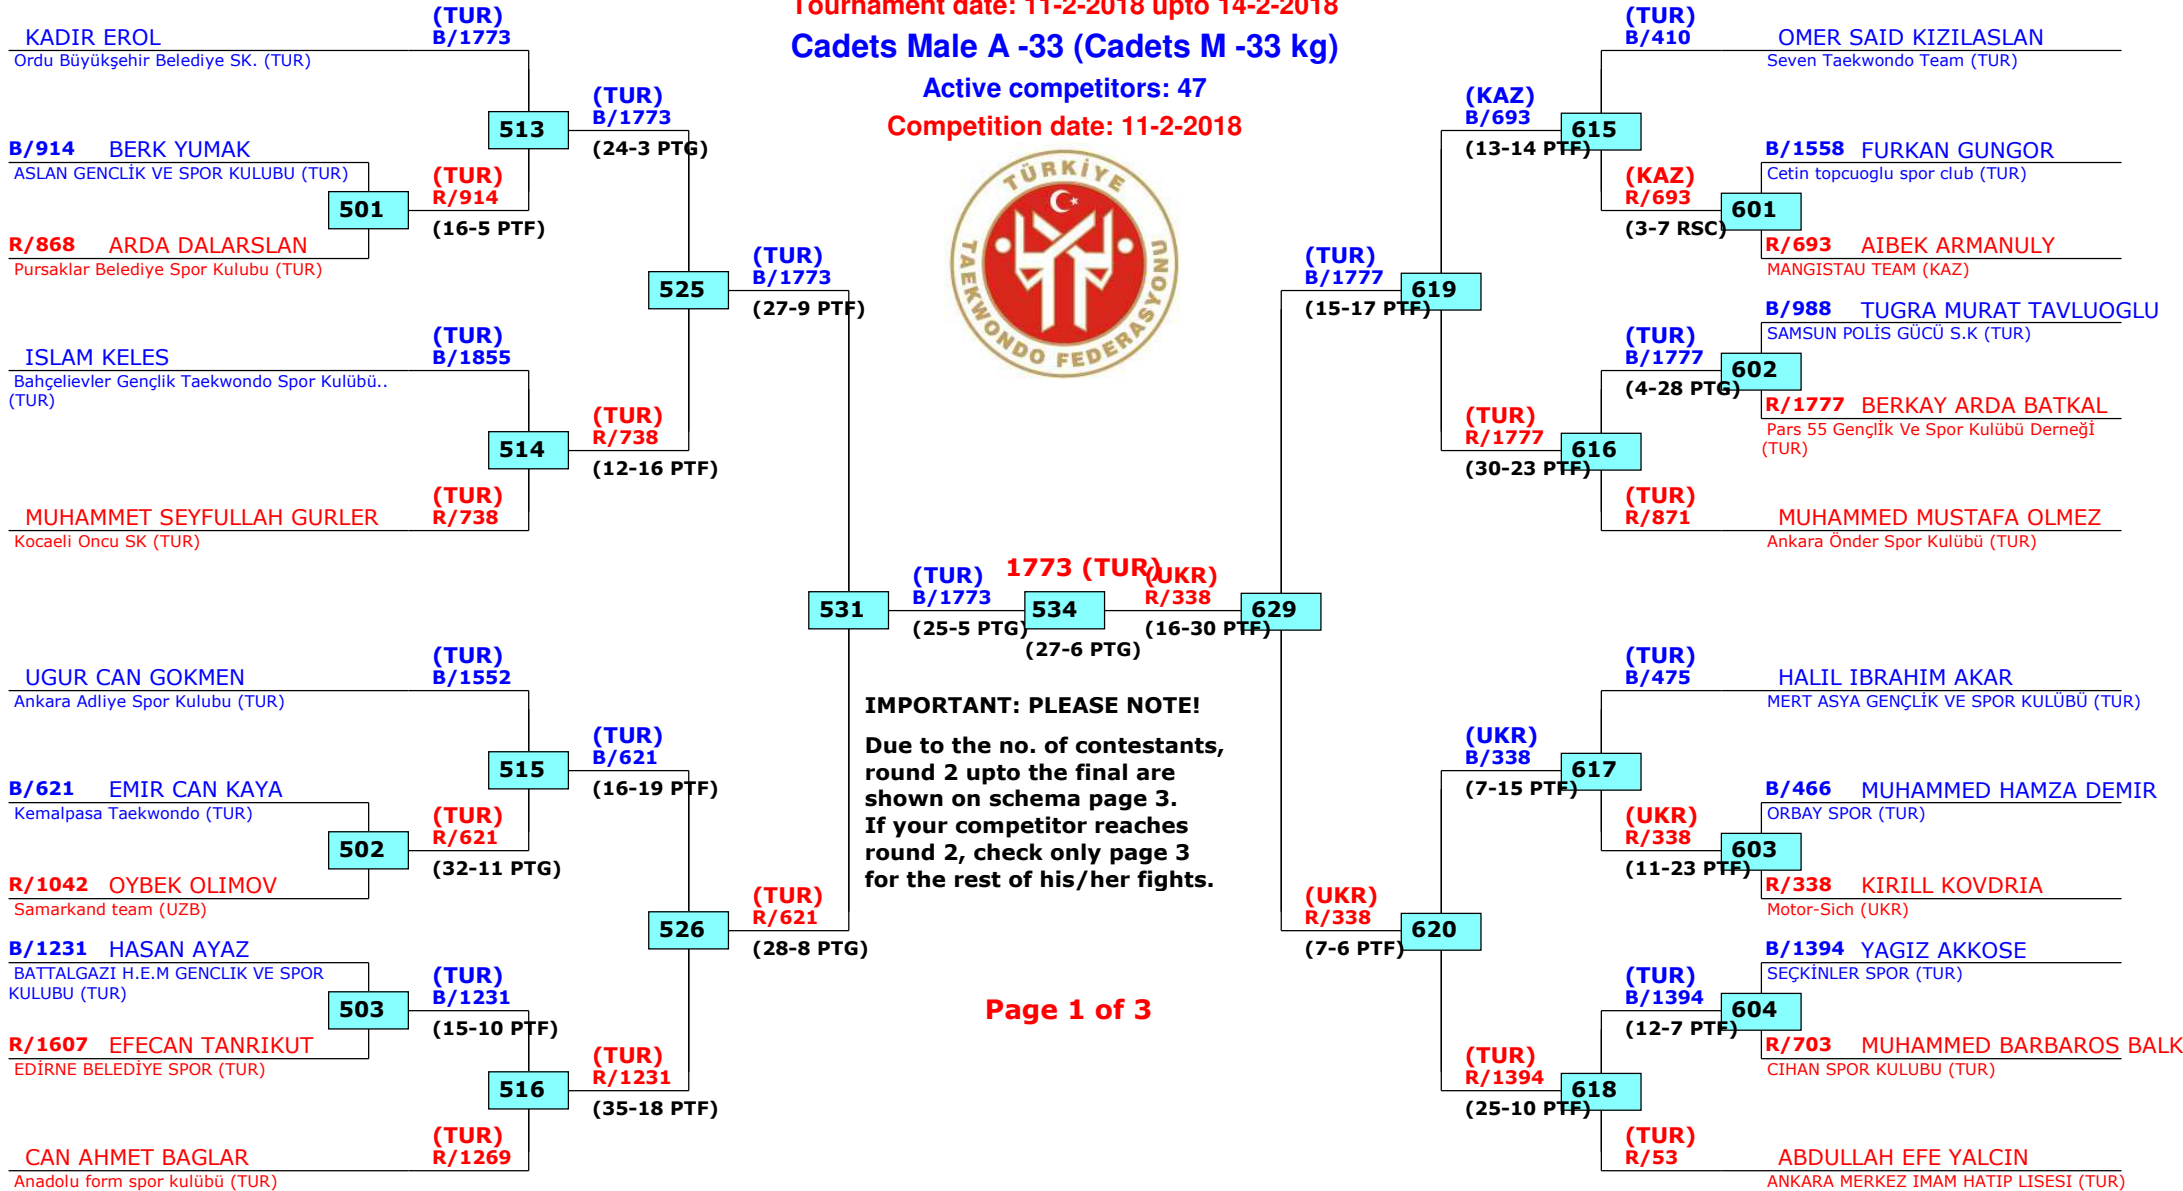 Tournament date: 11-2-2018 upto 14-2-2018
Cadets Male A -33 (Cadets M -33 kg)
Active competitors: 47
Competition date: 11-2-2018
TÜRKİYE
TAEKWONDO FEDERASYONU
KADIR EROL
Ordu Büyükşehir Belediye SK. (TUR)
(TUR)
B/1773
B/914 BERK YUMAK
ASLAN GENCLİK VE SPOR KULUBU (TUR)
R/868 ARDA DALARSLAN
Pursaklar Belediye Spor Kulubu (TUR)
501
(TUR)
R/914
(16-5 PTF)
513
(TUR)
B/1773
(24-3 PTG)
ISLAM KELES
Bahçelievler Gençlik Taekwondo Spor Kulübü..
(TUR)
(TUR)
B/1855
MUHAMMET SEYFULLAH GURLER
Kocaeli Oncu SK (TUR)
(TUR)
R/738
514
(TUR)
R/738
(12-16 PTF)
525
(TUR)
B/1773
(27-9 PTF)
UGUR CAN GOKMEN
Ankara Adliye Spor Kulubu (TUR)
(TUR)
B/1552
B/621 EMIR CAN KAYA
Kemalpasa Taekwondo (TUR)
R/1042 OYBEK OLIMOV
Samarkand team (UZB)
502
(TUR)
R/621
(32-11 PTG)
515
(TUR)
B/621
(16-19 PTF)
B/1231 HASAN AYAZ
BATTALGAZI H.E.M GENCLIK VE SPOR
KULUBU (TUR)
R/1607 EFECAN TANRIKUT
EDİRNE BELEDİYE SPOR (TUR)
503
(TUR)
B/1231
(15-10 PTF)
CAN AHMET BAGLAR
Anadolu form spor kulübü (TUR)
(TUR)
R/1269
516
(TUR)
R/1231
(35-18 PTF)
526
(TUR)
R/621
(28-8 PTG)
531
(TUR)
B/1773
(25-5 PTG)
1773 (TUR)
534
(27-6 PTG)
(UKR)
R/338
(16-30 PTF)
629
IMPORTANT: PLEASE NOTE!
Due to the no. of contestants,
round 2 upto the final are
shown on schema page 3.
If your competitor reaches
round 2, check only page 3
for the rest of his/her fights.
Page 1 of 3
(TUR)
B/410
OMER SAID KIZILASLAN
Seven Taekwondo Team (TUR)
B/1558 FURKAN GUNGOR
Cetin topcuoglu spor club (TUR)
R/693 AIBEK ARMANULY
MANGISTAU TEAM (KAZ)
601
(KAZ)
R/693
(3-7 RSC)
615
(KAZ)
B/693
(13-14 PTF)
B/988 TUGRA MURAT TAVLUOGLU
SAMSUN POLİS GÜCÜ S.K (TUR)
R/1777 BERKAY ARDA BATKAL
Pars 55 Gençlİk Ve Spor Kulübü Derneğİ
(TUR)
602
(TUR)
B/1777
(4-28 PTG)
(TUR)
R/871
MUHAMMED MUSTAFA OLMEZ
Ankara Önder Spor Kulübü (TUR)
616
(TUR)
R/1777
(30-23 PTF)
619
(TUR)
B/1777
(15-17 PTF)
(TUR)
B/475
HALIL IBRAHIM AKAR
MERT ASYA GENÇLİK VE SPOR KULÜBÜ (TUR)
B/466 MUHAMMED HAMZA DEMIR
ORBAY SPOR (TUR)
R/338 KIRILL KOVDRIA
Motor-Sich (UKR)
603
(UKR)
R/338
(11-23 PTF)
617
(UKR)
B/338
(7-15 PTF)
B/1394 YAGIZ AKKOSE
SEÇKİNLER SPOR (TUR)
R/703 MUHAMMED BARBAROS BALK
CIHAN SPOR KULUBU (TUR)
604
(TUR)
B/1394
(12-7 PTF)
(TUR)
R/53
ABDULLAH EFE YALCIN
ANKARA MERKEZ IMAM HATIP LISESI (TUR)
618
(TUR)
R/1394
(25-10 PTF)
620
(UKR)
R/338
(7-6 PTF)